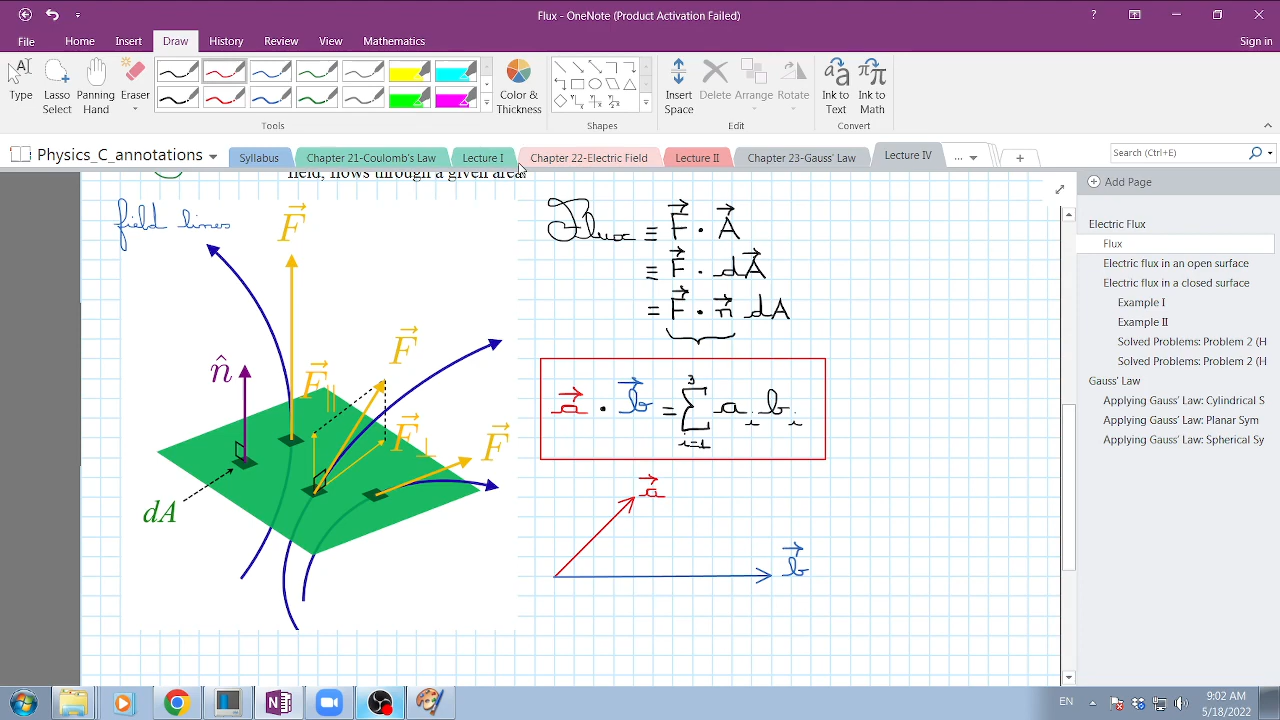 Flux - OneNote (Product Activation Failed)
?
File Home Insert Draw History Review View Mathematics
Sign in
Type
Lasso Select
Panning Hand
Eraser
Color & Thickness
Insert Space
Delete
Arrange
Rotate
Ink to Text
Ink to Math
Tools
Shapes
Edit
Convert
Physics_C_annotations
Syllabus
Chapter 21-Coulomb's Law
Lecture I
Chapter 22-Electric Field
Lecture II
Chapter 23-Gauss' Law
Lecture IV
...
Search (Ctrl+E)
field, flows through a given area.
field lines
F⃗
n̂
F⃗∥
F⃗
F⃗⊥
F⃗
dA
Flux ≡ F⃗ · A⃗
≡ F⃗ · dA⃗
= F⃗ · n⃗ dA
a⃗ · b⃗ = ∑ᵢ₌₁³ aᵢ bᵢ
a⃗
b⃗
Add Page
Electric Flux
Flux
Electric flux in an open surface
Electric flux in a closed surface
Example I
Example II
Solved Problems: Problem 2 (H
Solved Problems: Problem 2 (H
Gauss' Law
Applying Gauss' Law: Cylindrical S
Applying Gauss' Law: Planar Sym
Applying Gauss' Law: Spherical Sy
EN
9:02 AM
5/18/2022